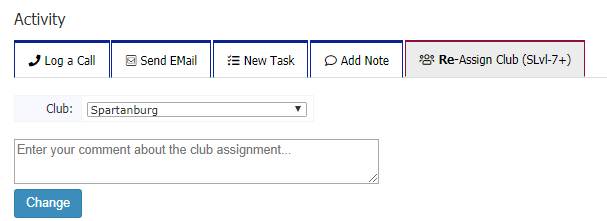 Activity
Log a Call Send EMail New Task Add Note Re-Assign Club (SLvl-7+)
Club: Spartanburg
Enter your comment about the club assignment...
Change